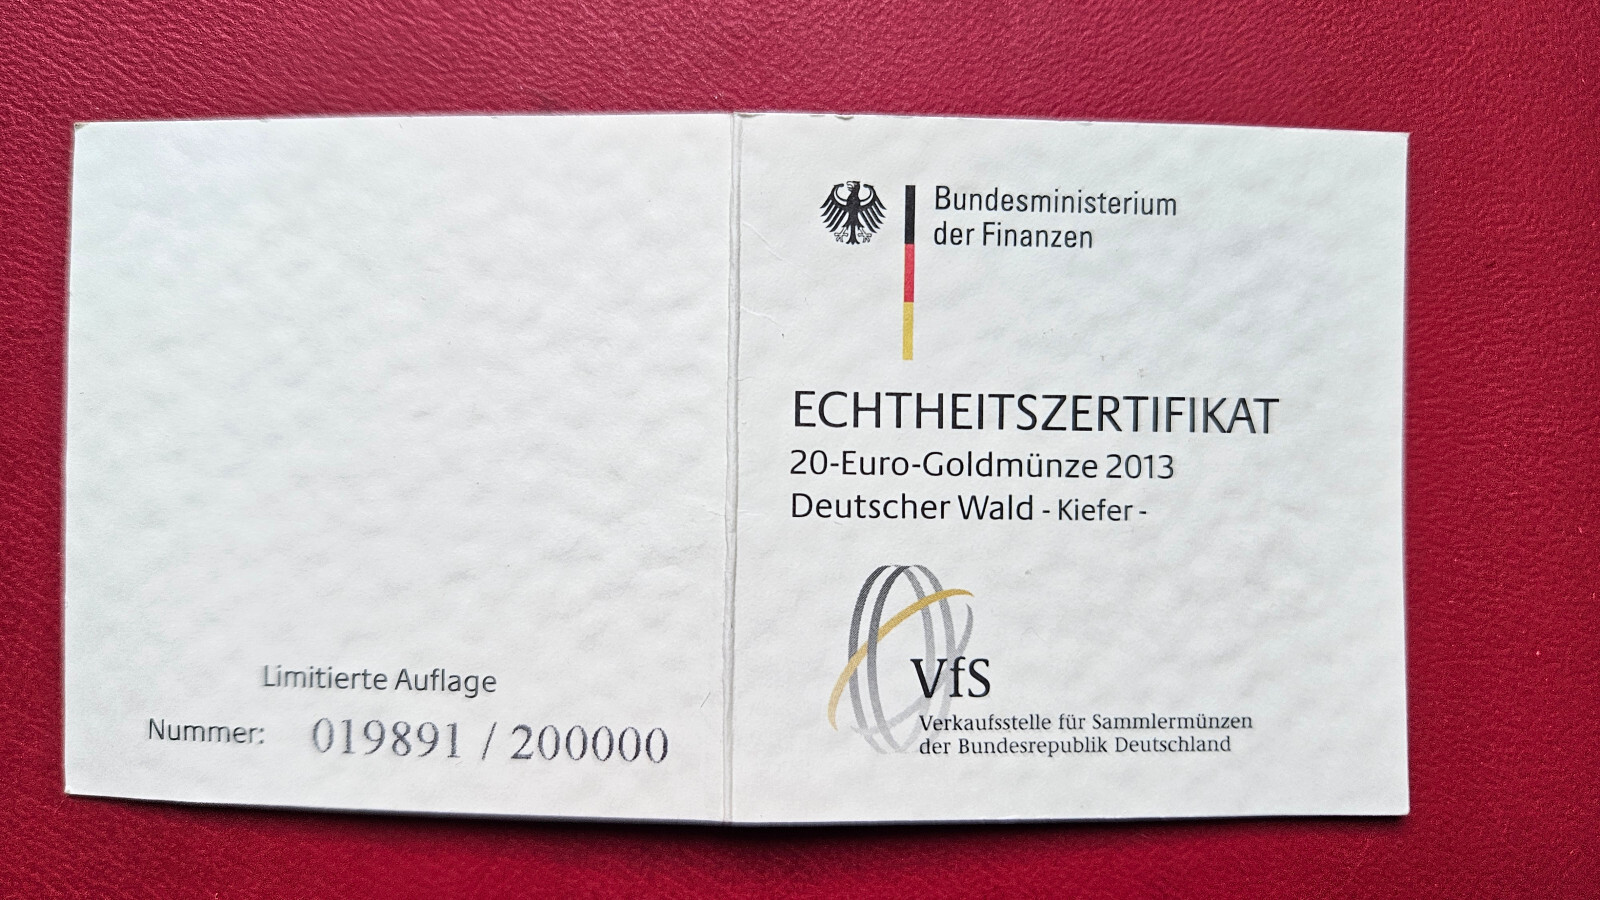 Limitierte Auflage
Nummer: 019891 / 200000
Bundesministerium
der Finanzen
ECHTHEITSZERTIFIKAT
20-Euro-Goldmünze 2013
Deutscher Wald - Kiefer -
VfS
Verkaufsstelle für Sammlermünzen
der Bundesrepublik Deutschland